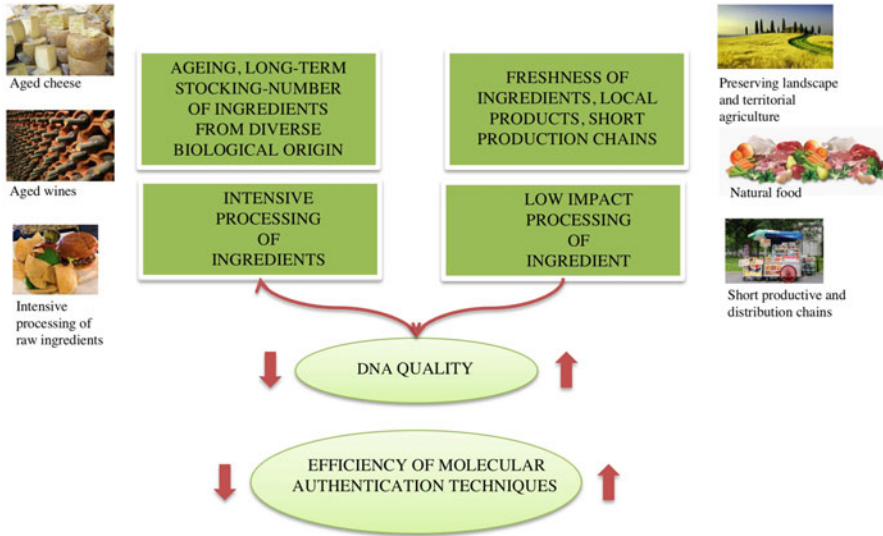 Aged cheese
Aged wines
Intensive
processing of
raw ingredients
AGEING, LONG-TERM
STOCKING-NUMBER
OF INGREDIENTS
FROM DIVERSE
BIOLOGICAL ORIGIN
INTENSIVE
PROCESSING
OF
INGREDIENTS
FRESHNESS OF
INGREDIENTS, LOCAL
PRODUCTS, SHORT
PRODUCTION CHAINS
LOW IMPACT
PROCESSING
OF
INGREDIENT
Preserving landscape
and territorial
agriculture
Natural food
Short productive and
distribution chains
DNA QUALITY
EFFICIENCY OF MOLECULAR
AUTHENTICATION TECHNIQUES